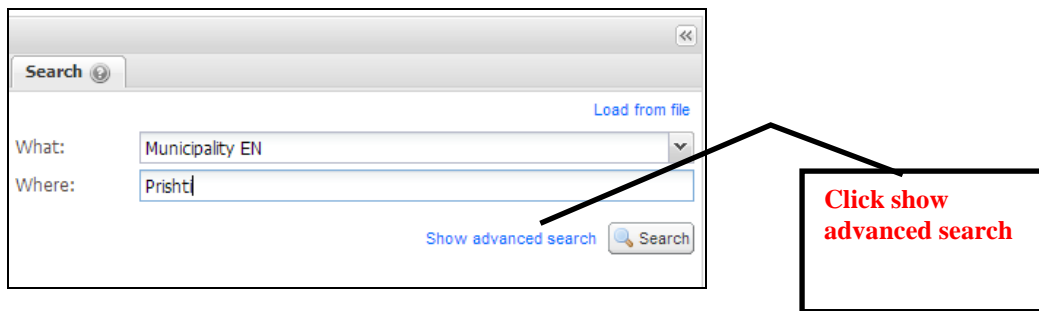 Search
Load from file
What: Municipality EN
Where: Prishti
Show advanced search Search
Click show
advanced search